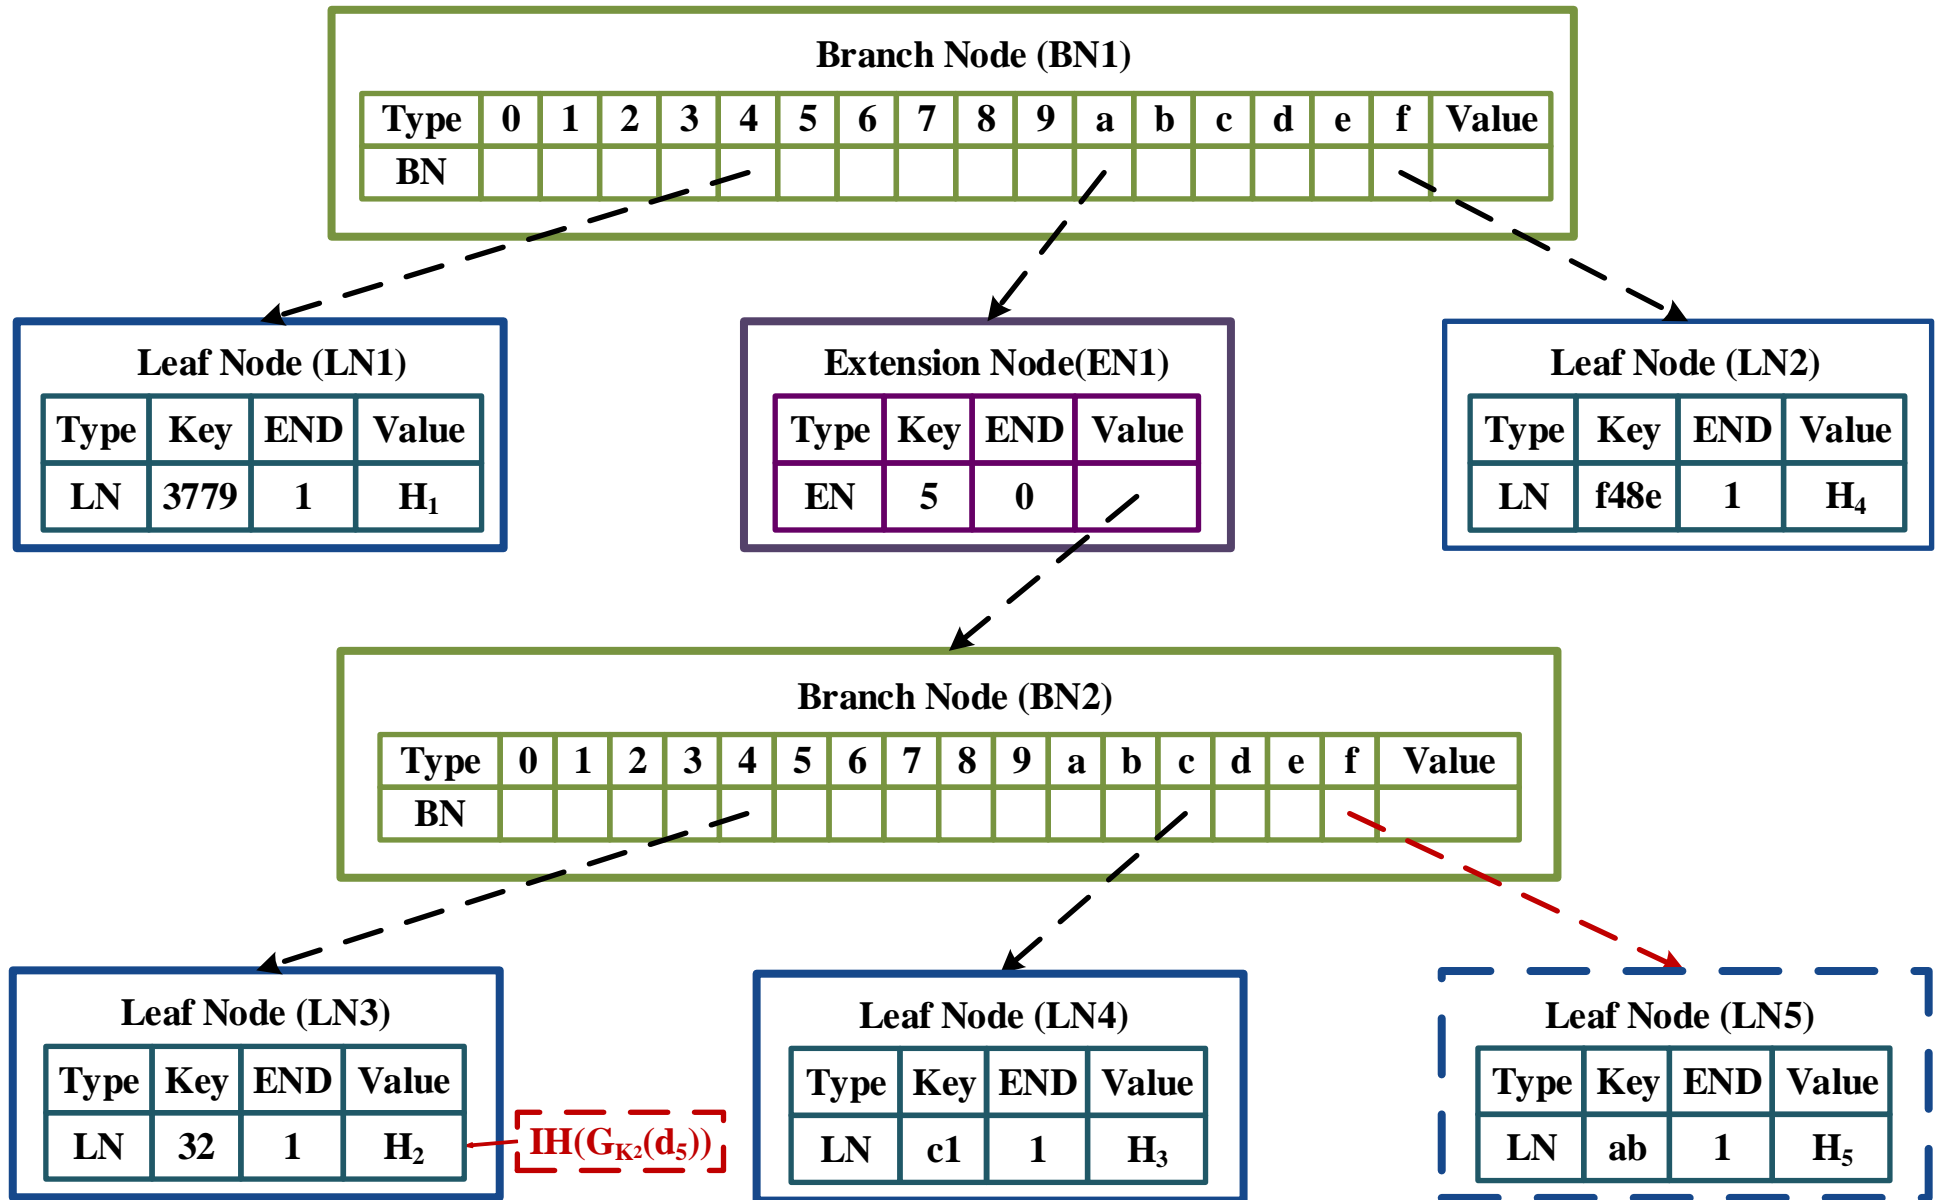 Branch Node (BN1)
Type 0 1 2 3 4 5 6 7 8 9 a b c d e f Value
BN
Leaf Node (LN1)
Type Key END Value
LN 3779 1 H₁
Extension Node(EN1)
Type Key END Value
EN 5 0
Leaf Node (LN2)
Type Key END Value
LN f48e 1 H₄
Branch Node (BN2)
Type 0 1 2 3 4 5 6 7 8 9 a b c d e f Value
BN
Leaf Node (LN3)
Type Key END Value
LN 32 1 H₂
IH(G_K²(d₅))
Leaf Node (LN4)
Type Key END Value
LN c1 1 H₃
Leaf Node (LN5)
Type Key END Value
LN ab 1 H₅